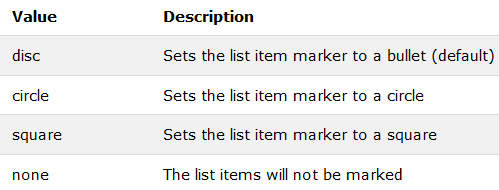 Value Description
disc Sets the list item marker to a bullet (default)
circle Sets the list item marker to a circle
square Sets the list item marker to a square
none The list items will not be marked